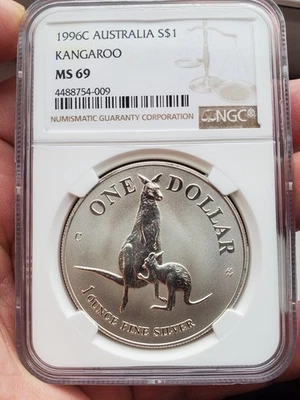 1996C AUSTRALIA S$1
KANGAROO
MS 69
4488754-009
NUMISMATIC GUARANTY CORPORATION
NGC®
ONE DOLLAR
C
1 OUNCE FINE SILVER